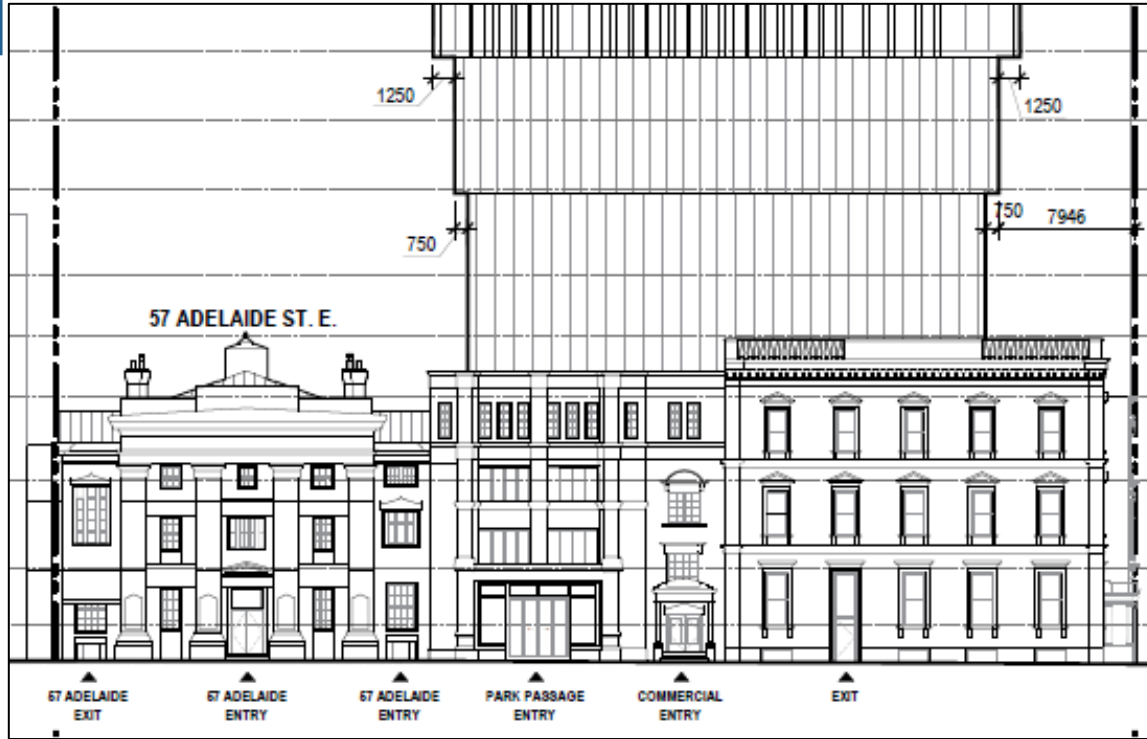 1250
1250
750
750 7946
57 ADELAIDE ST. E.
57 ADELAIDE
EXIT
57 ADELAIDE
ENTRY
57 ADELAIDE
ENTRY
PARK PASSAGE
ENTRY
COMMERCIAL
ENTRY
EXIT